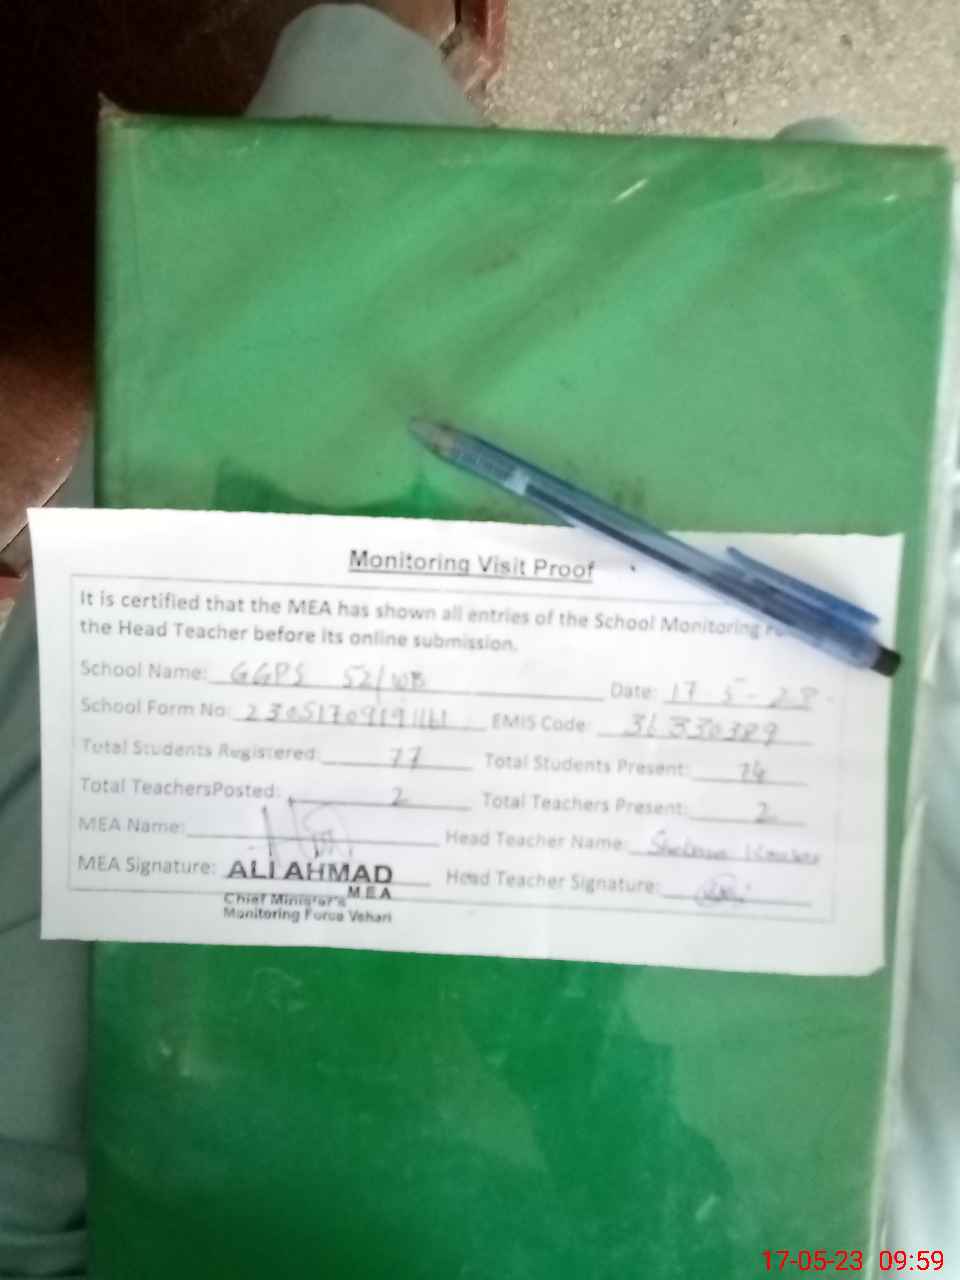 Monitoring Visit Proof
It is certified that the MEA has shown all entries of the School Monitoring
the Head Teacher before its online submission.
School Name: GGPS 52/WB Date: 17-5-23
School Form No: EMIS Code: 36330389
Total Students Registered: 77 Total Students Present: 74
Total TeachersPosted: 2 Total Teachers Present: 2
MEA Name: Head Teacher Name:
MEA Signature: ALI AHMAD Head Teacher Signature:
M.E.A
Chief Minister's
Monitoring Force Vehari
17-05-23 09:59